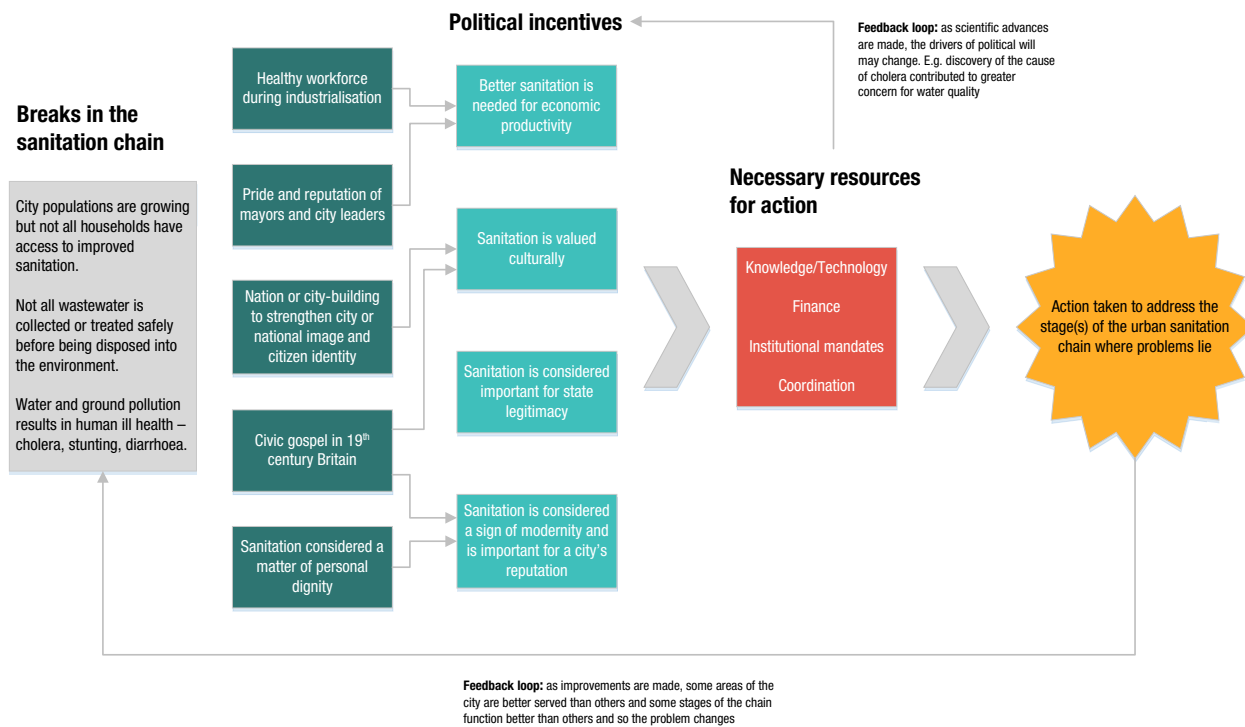 Political incentives
Feedback loop: as scientific advances
are made, the drivers of political will
may change. E.g. discovery of the cause
of cholera contributed to greater
concern for water quality
Breaks in the
sanitation chain
City populations are growing
but not all households have
access to improved
sanitation.
Not all wastewater is
collected or treated safely
before being disposed into
the environment.
Water and ground pollution
results in human ill health –
cholera, stunting, diarrhoea.
Healthy workforce
during industrialisation
Pride and reputation of
mayors and city leaders
Nation or city-building
to strengthen city or
national image and
citizen identity
Civic gospel in 19th
century Britain
Sanitation considered a
matter of personal
dignity
Better sanitation is
needed for economic
productivity
Sanitation is valued
culturally
Sanitation is considered
important for state
legitimacy
Sanitation is considered
a sign of modernity and
is important for a city's
reputation
Necessary resources
for action
Knowledge/Technology
Finance
Institutional mandates
Coordination
Action taken to address the
stage(s) of the urban sanitation
chain where problems lie
Feedback loop: as improvements are made, some areas of the
city are better served than others and some stages of the chain
function better than others and so the problem changes